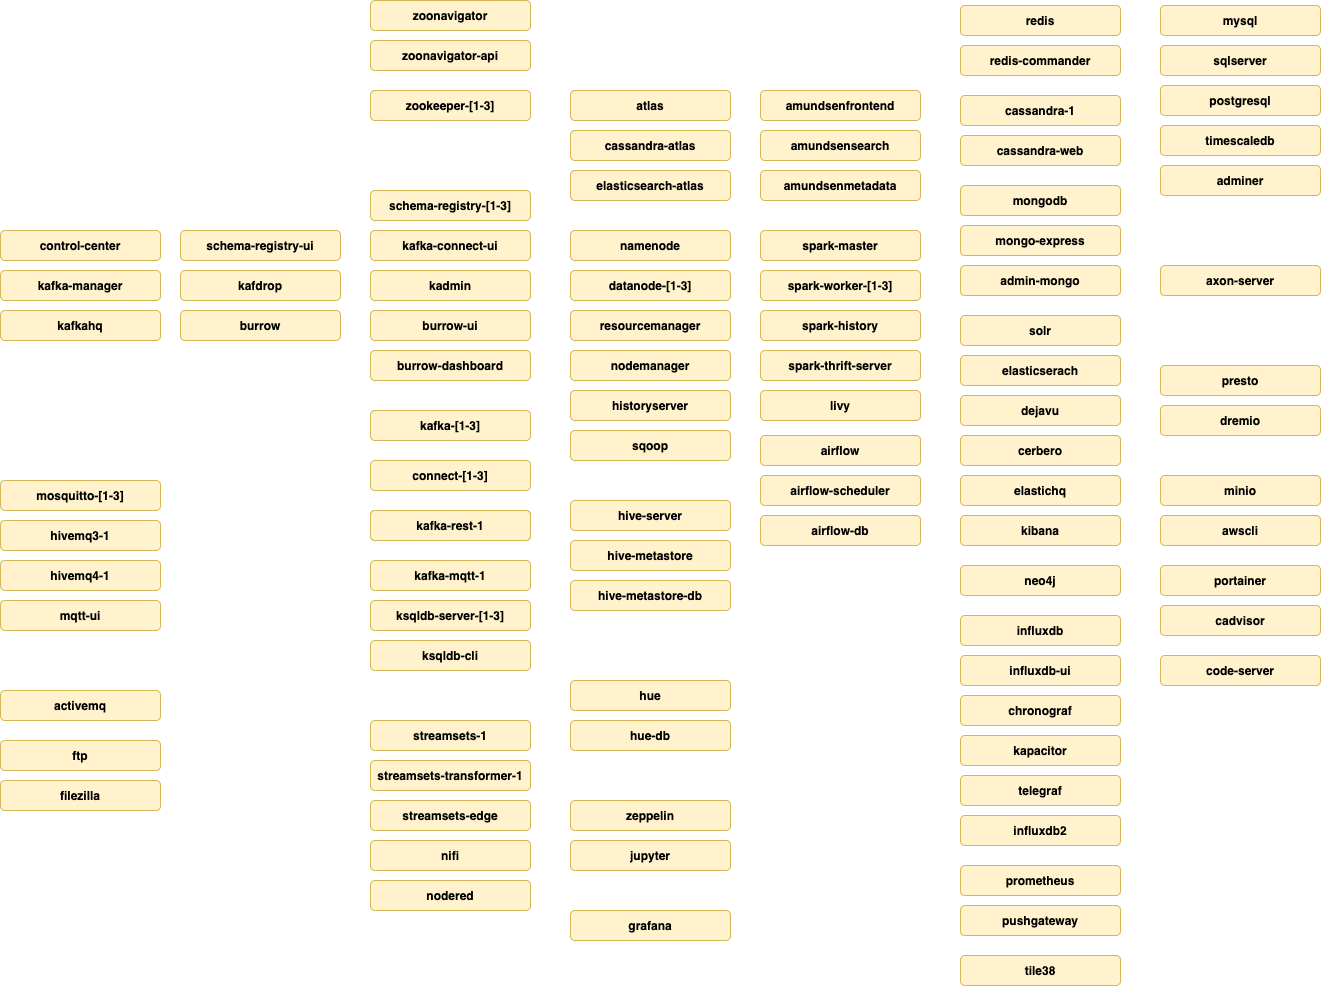 control-center
kafka-manager
kafkahq
mosquitto-[1-3]
hivemq3-1
hivemq4-1
mqtt-ui
activemq
ftp
filezilla
schema-registry-ui
kafdrop
burrow
zoonavigator
zoonavigator-api
zookeeper-[1-3]
schema-registry-[1-3]
kafka-connect-ui
kadmin
burrow-ui
burrow-dashboard
kafka-[1-3]
connect-[1-3]
kafka-rest-1
kafka-mqtt-1
ksqldb-server-[1-3]
ksqldb-cli
streamsets-1
streamsets-transformer-1
streamsets-edge
nifi
nodered
atlas
cassandra-atlas
elasticsearch-atlas
namenode
datanode-[1-3]
resourcemanager
nodemanager
historyserver
sqoop
hive-server
hive-metastore
hive-metastore-db
hue
hue-db
zeppelin
jupyter
grafana
amundsenfrontend
amundsensearch
amundsenmetadata
spark-master
spark-worker-[1-3]
spark-history
spark-thrift-server
livy
airflow
airflow-scheduler
airflow-db
redis
redis-commander
cassandra-1
cassandra-web
mongodb
mongo-express
admin-mongo
solr
elasticserach
dejavu
cerbero
elastichq
kibana
neo4j
influxdb
influxdb-ui
chronograf
kapacitor
telegraf
influxdb2
prometheus
pushgateway
tile38
mysql
sqlserver
postgresql
timescaledb
adminer
axon-server
presto
dremio
minio
awscli
portainer
cadvisor
code-server